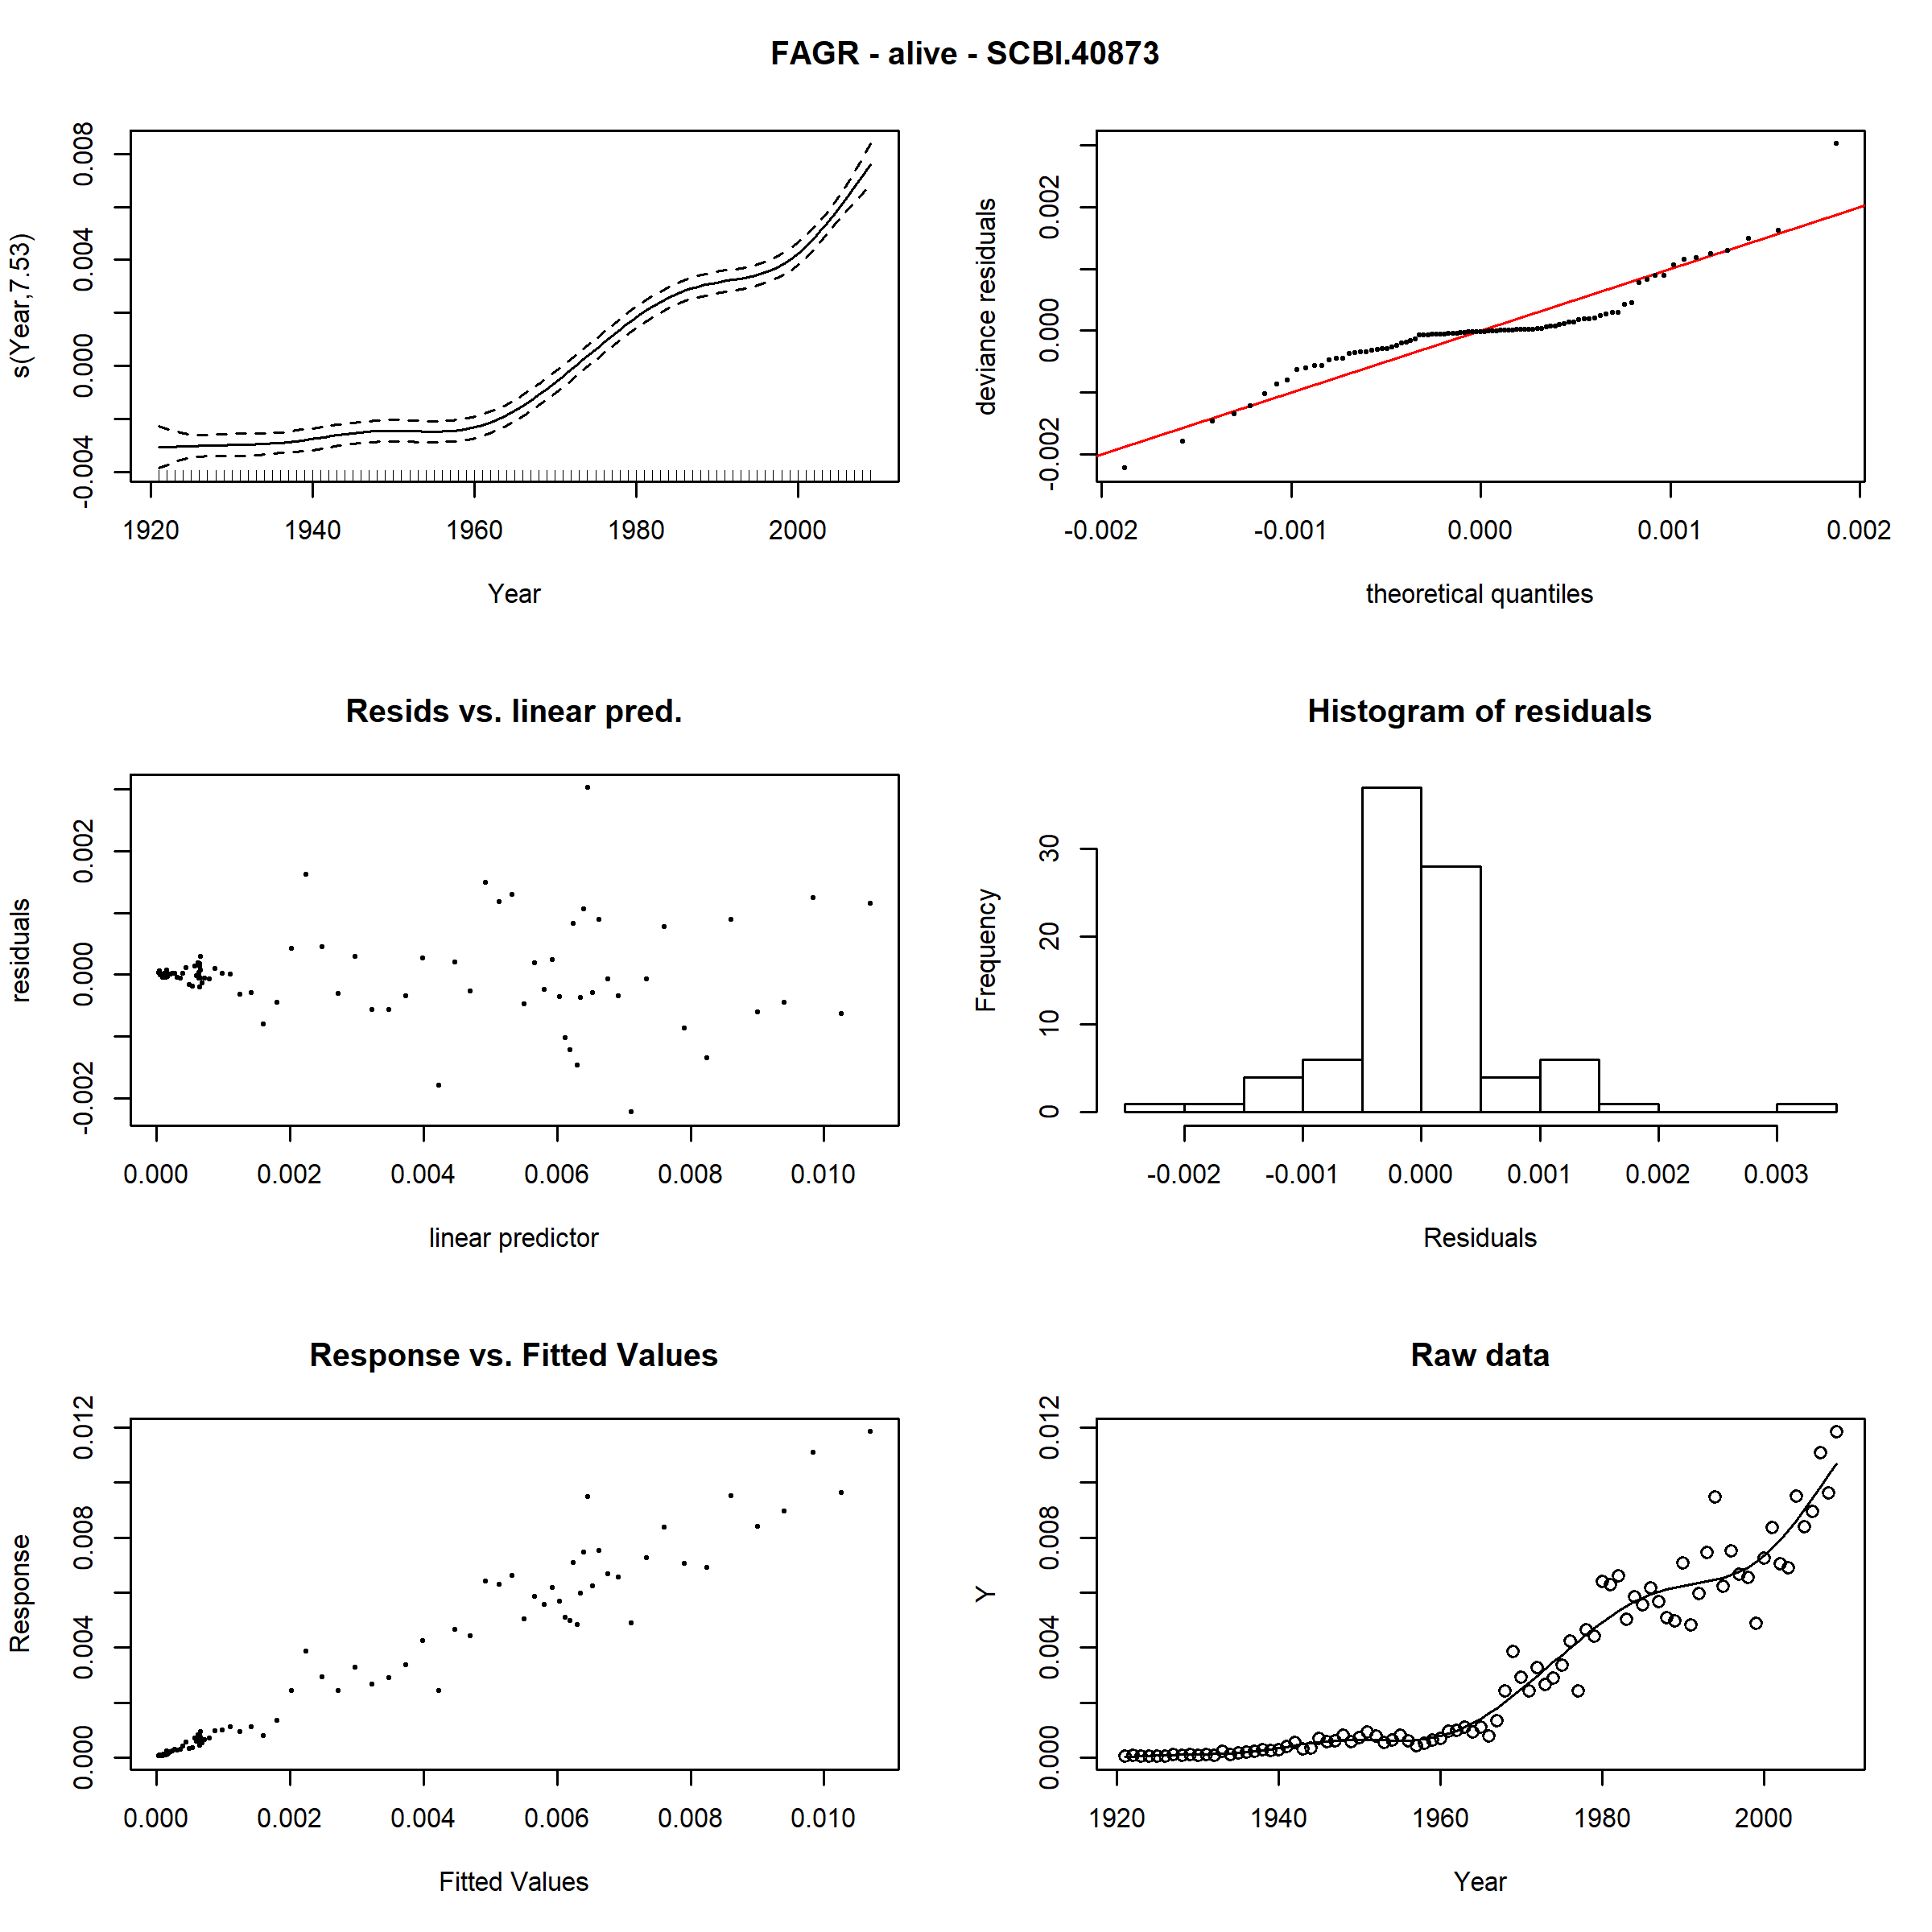 FAGR - alive - SCBI.40873
s(Year,7.53)
-0.004 0.000 0.004 0.008
1920 1940 1960 1980 2000
Year
deviance residuals
-0.002 0.000 0.002
-0.002 -0.001 0.000 0.001 0.002
theoretical quantiles
Resids vs. linear pred.
residuals
-0.002 0.000 0.002
0.000 0.002 0.004 0.006 0.008 0.010
linear predictor
Histogram of residuals
Frequency
0 10 20 30
-0.002 -0.001 0.000 0.001 0.002 0.003
Residuals
Response vs. Fitted Values
Response
0.000 0.004 0.008 0.012
0.000 0.002 0.004 0.006 0.008 0.010
Fitted Values
Raw data
Y
0.000 0.004 0.008 0.012
1920 1940 1960 1980 2000
Year